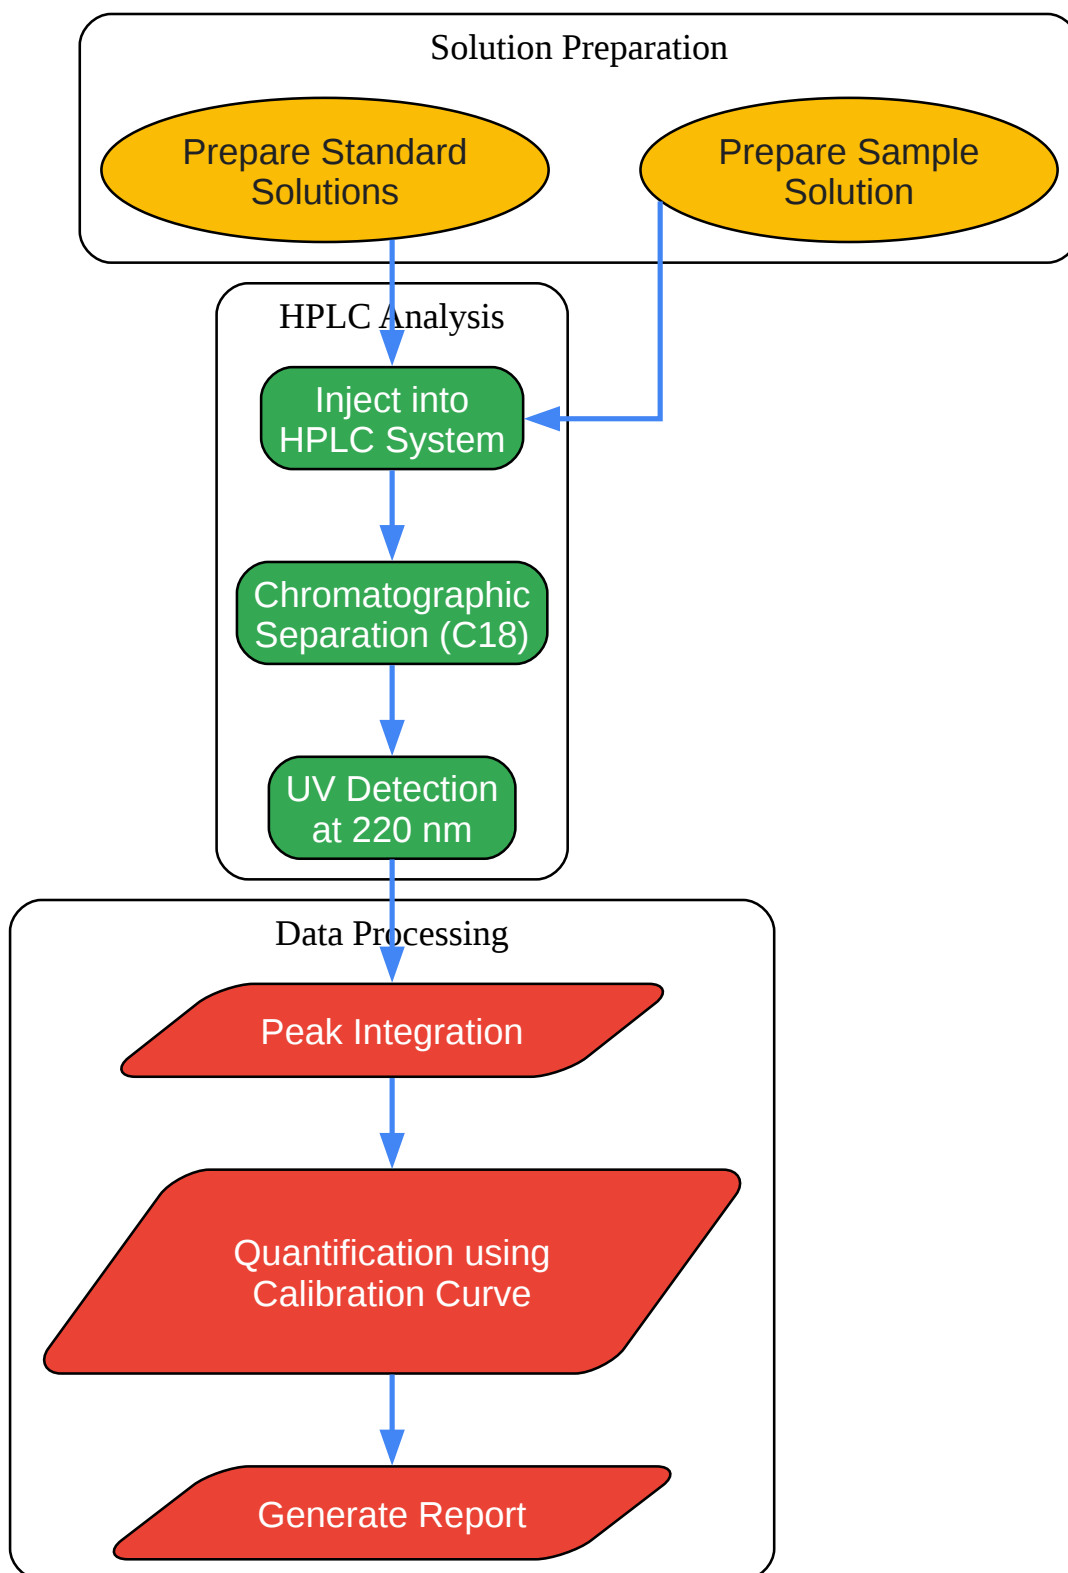 Solution Preparation
Prepare Standard
Solutions
Prepare Sample
Solution
HPLC Analysis
Inject into
HPLC System
Chromatographic
Separation (C18)
UV Detection
at 220 nm
Data Processing
Peak Integration
Quantification using
Calibration Curve
Generate Report